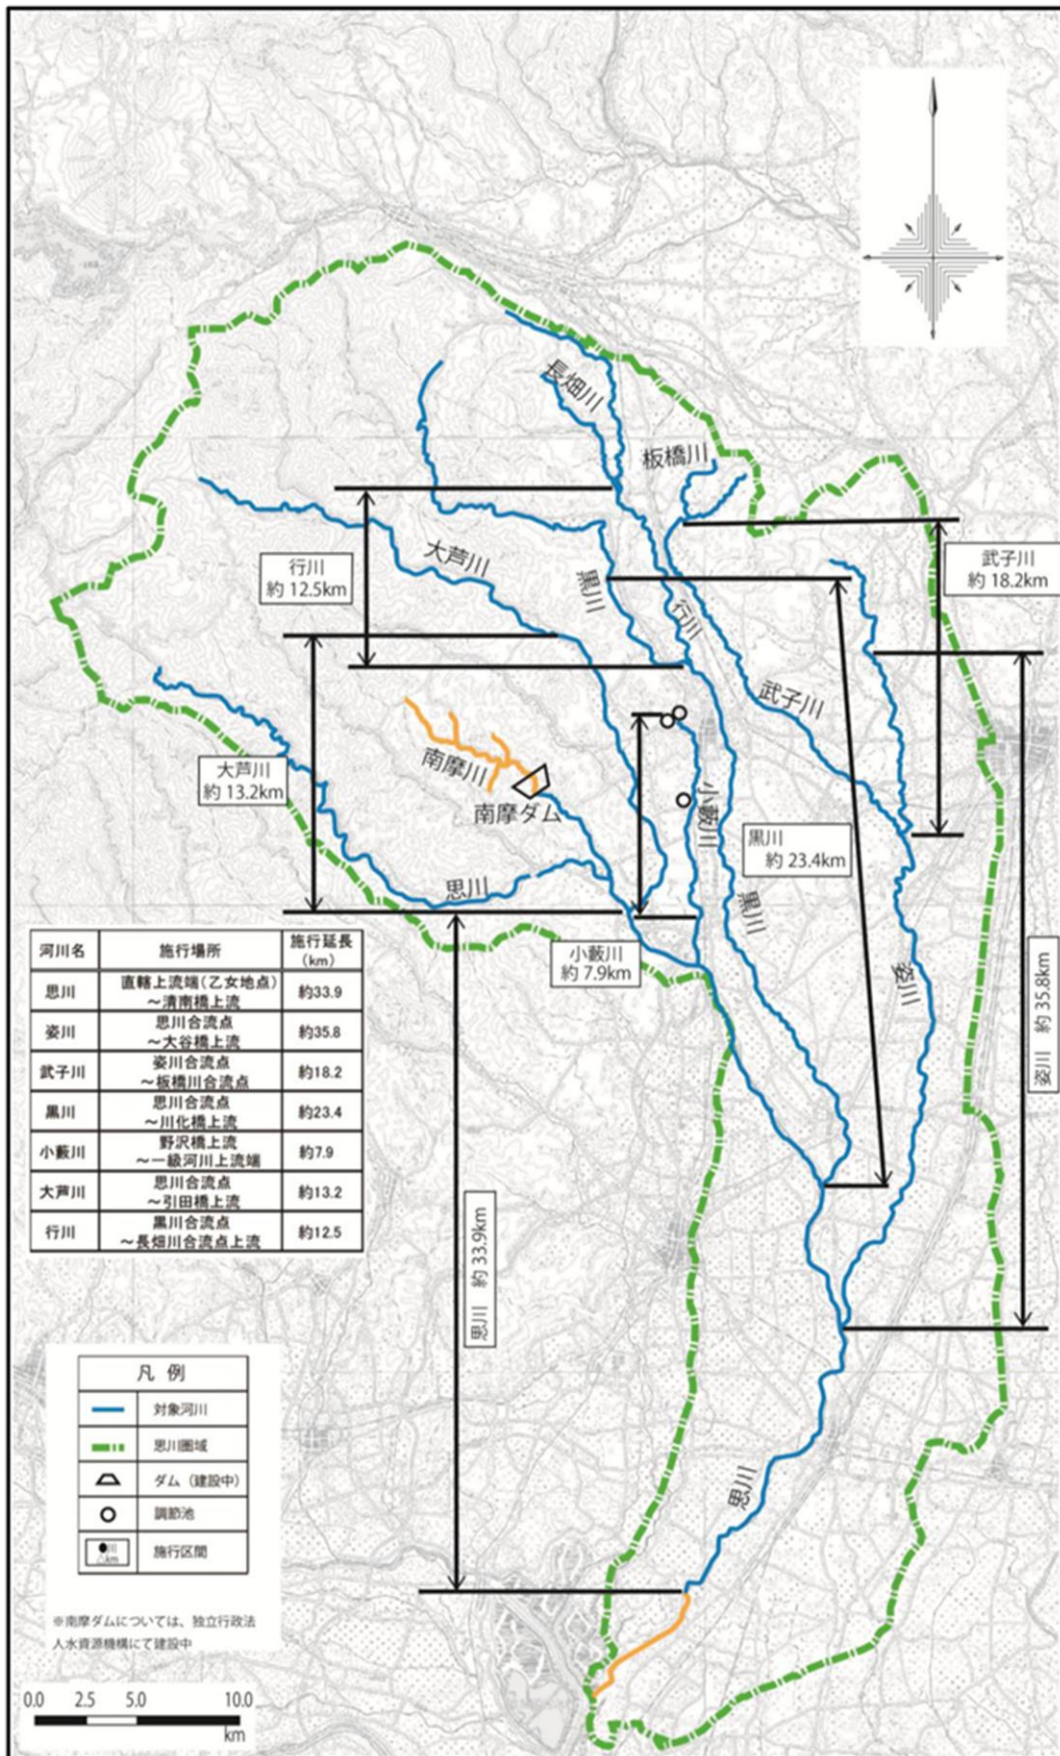 長畑川
板橋川
大芦川
黒川
行川
武子川
行川
約 12.5km
武子川
約 18.2km
南摩川
南摩ダム
小藪川
大芦川
約 13.2km
黒川
約 23.4km
思川
黒川
姿川
小藪川
約 7.9km
姿川 約 35.8km
思川 約 33.9km
思川
河川名 施行場所 施行延長
(km)
思川 直轄上流端(乙女地点)
～清南橋上流 約33.9
姿川 思川合流点
～大谷橋上流 約35.8
武子川 姿川合流点
～板橋川合流点 約18.2
黒川 思川合流点
～川化橋上流 約23.4
小藪川 野沢橋上流
～一級河川上流端 約7.9
大芦川 思川合流点
～引田橋上流 約13.2
行川 黒川合流点
～長畑川合流点上流 約12.5
凡 例
対象河川
思川圏域
ダム（建設中）
調節池
●川
△km
施行区間
※南摩ダムについては、独立行政法
人水資源機構にて建設中
0.0 2.5 5.0 10.0
km